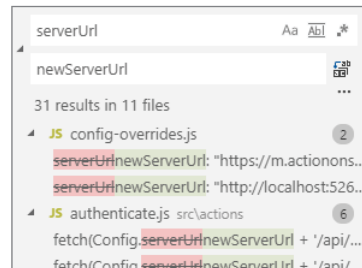 serverUrl Aa Abl .*
newServerUrl
31 results in 11 files
JS config-overrides.js 2
serverUrlnewServerUrl: "https://m.actionons...
serverUrlnewServerUrl: "http://localhost:526...
JS authenticate.js src\actions 6
fetch(Config.serverUrlnewServerUrl + '/api/...
fetch(Config.serverUrlnewServerUrl + '/api/...